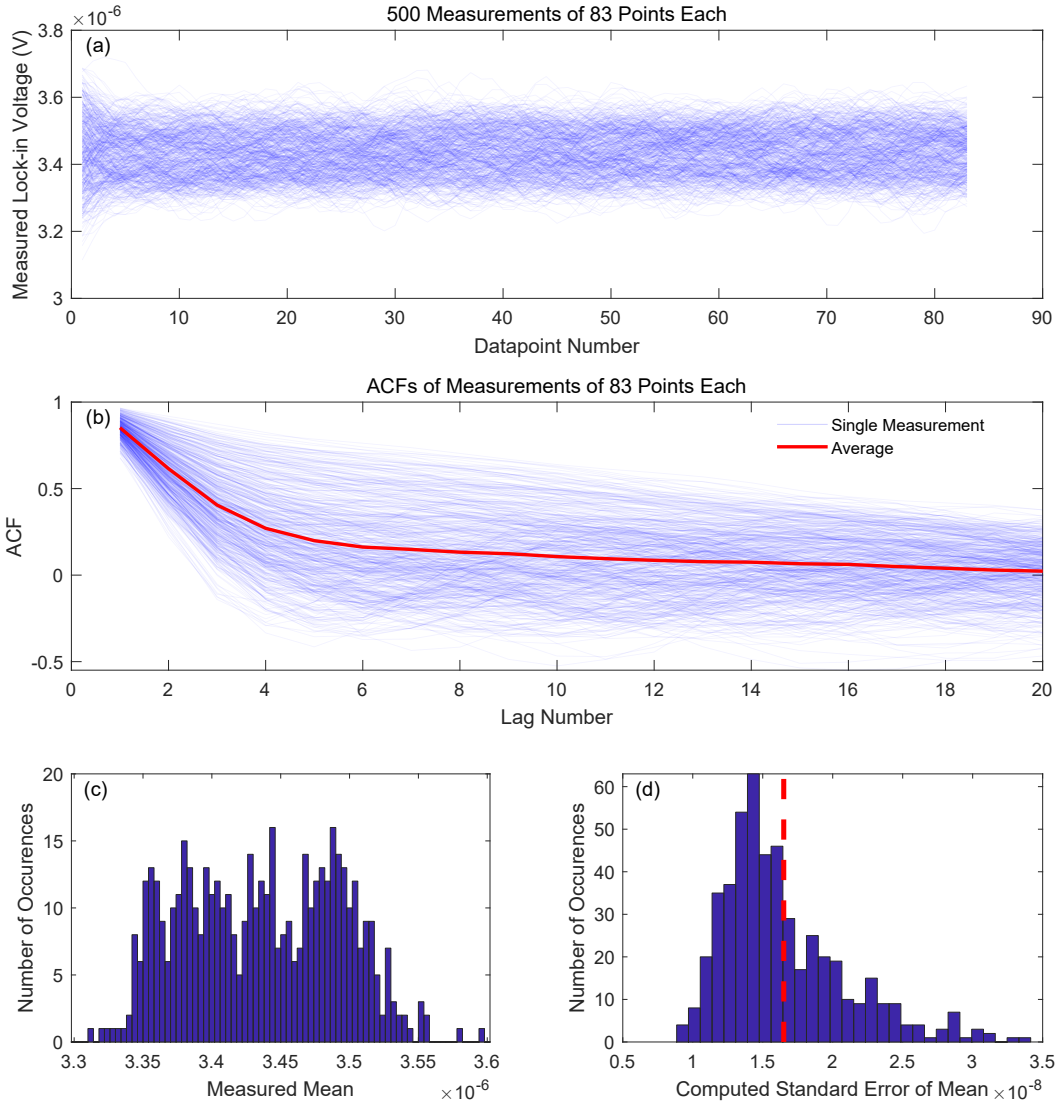 500 Measurements of 83 Points Each
×10⁻⁶
(a)
Measured Lock-in Voltage (V)
3.8
3.6
3.4
3.2
3
0 10 20 30 40 50 60 70 80 90
Datapoint Number
ACFs of Measurements of 83 Points Each
(b)
Single Measurement
Average
ACF
1
0.5
0
-0.5
0 2 4 6 8 10 12 14 16 18 20
Lag Number
(c)
Number of Occurences
20
15
10
5
0
3.3 3.35 3.4 3.45 3.5 3.55 3.6
Measured Mean ×10⁻⁶
(d)
Number of Occurences
60
50
40
30
20
10
0
0.5 1 1.5 2 2.5 3 3.5
Computed Standard Error of Mean ×10⁻⁸